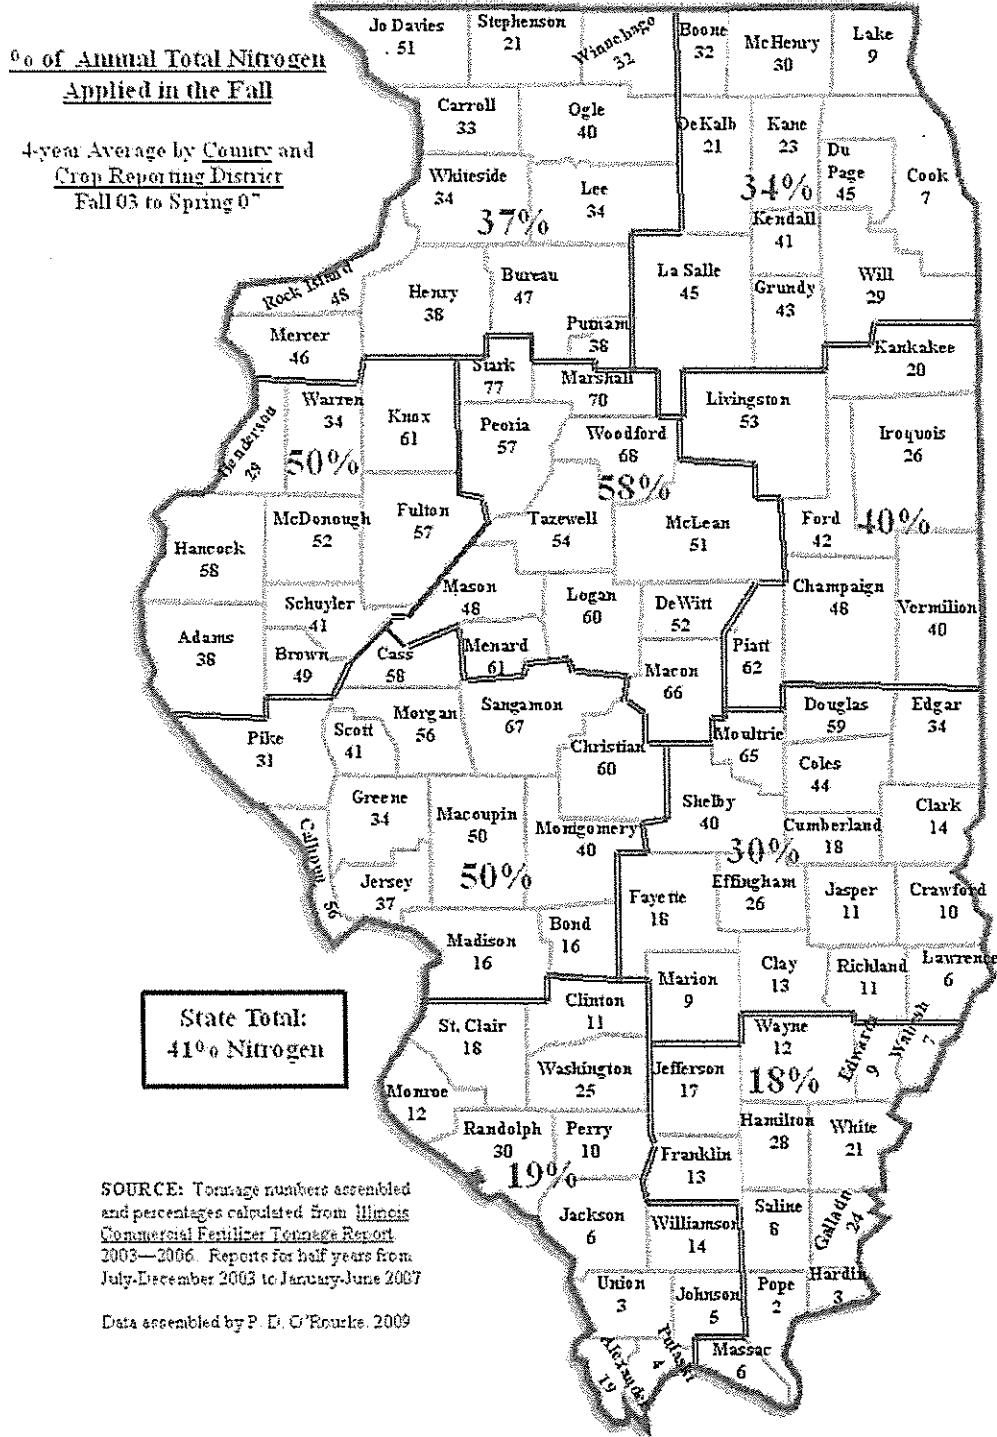 % of Annual Total Nitrogen
Applied in the Fall
4-year Average by County and
Crop Reporting District
Fall 03 to Spring 07
Jo Davies
51
Stephenson
21
Winnebago
32
Boone
32
McHenry
30
Lake
9
Carroll
33
Ogle
40
DeKalb
21
Kane
23
Du
Page
45
Cook
7
Whiteside
34
Lee
34
37%
34%
Kendall
41
La Salle
45
Grundy
43
Will
29
Rock Island
48
Henry
38
Bureau
47
Putnam
38
Mercer
46
Kankakee
20
Stark
77
Marshall
70
Livingston
53
Henderson
29
Warren
34
Knox
61
Peoria
57
Woodford
68
Iroquois
26
50%
58%
40%
McDonough
52
Fulton
57
Tazewell
54
McLean
51
Ford
42
Hancock
58
Mason
48
Logan
60
DeWitt
52
Champaign
48
Vermilion
40
Schuyler
41
Adams
38
Brown
49
Cass
58
Menard
61
Macon
66
Piatt
62
Pike
31
Scott
41
Morgan
56
Sangamon
67
Christian
60
Moultrie
65
Douglas
59
Edgar
34
Coles
44
Greene
34
Macoupin
50
Montgomery
40
Shelby
40
Cumberland
18
Clark
14
Calhoun
56
Jersey
37
50%
30%
Fayette
18
Effingham
26
Jasper
11
Crawford
10
Madison
16
Bond
16
Marion
9
Clay
13
Richland
11
Lawrence
6
State Total:
41% Nitrogen
Clinton
11
St. Clair
18
Washington
25
Jefferson
17
Wayne
12
Edwards
9
Wabash
7
18%
Monroe
12
Randolph
30
Perry
10
19%
Hamilton
28
White
21
Franklin
13
Jackson
6
Williamson
14
Saline
8
Gallatin
24
Union
3
Johnson
5
Pope
2
Hardin
3
Alexander
19
Pulaski
4
Massac
6
SOURCE: Tonnage numbers assembled
and percentages calculated from Illinois
Commercial Fertilizer Tonnage Report
2003—2006. Reports for half years from
July-December 2003 to January-June 2007
Data assembled by P. D. O'Rourke, 2009